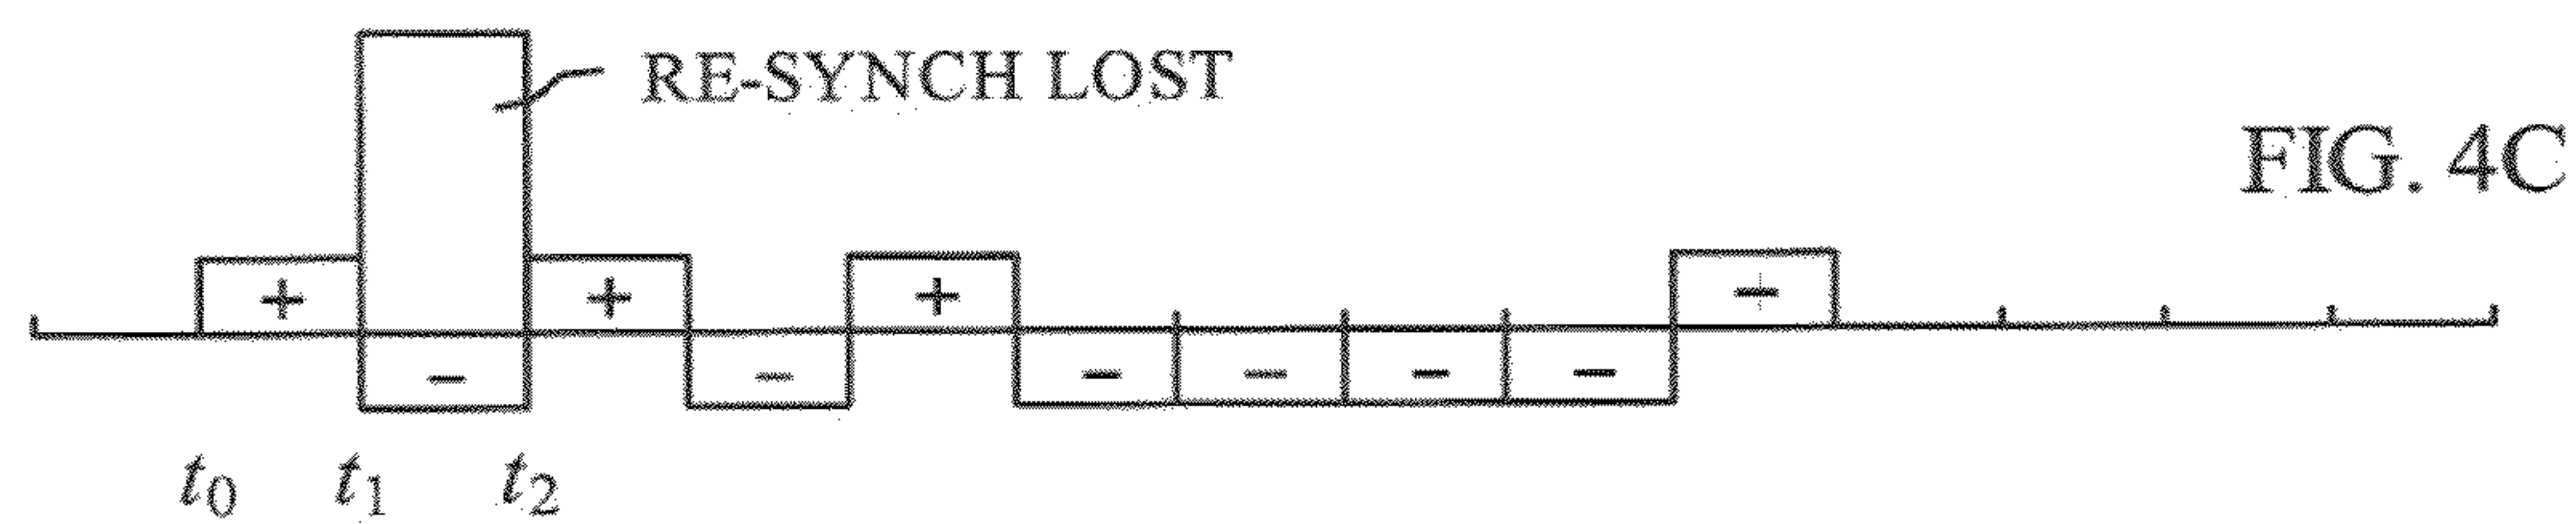 RE-SYNCH LOST
FIG. 4C
+ + + +
− − − − − −
t0 t1 t2